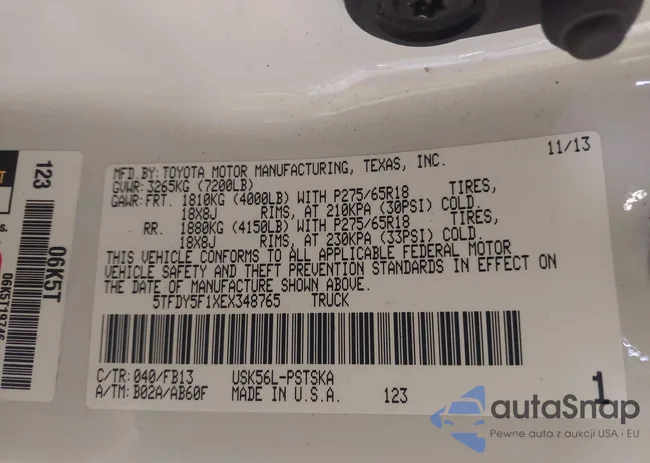 MFD.BY: TOYOTA MOTOR MANUFACTURING, TEXAS, INC. 11/13
GVWR: 3265KG (7200LB)
GAWR: FRT. 1810KG (4000LB) WITH P275/65R18 TIRES,
18X8J RIMS, AT 210KPA (30PSI) COLD.
RR. 1880KG (4150LB) WITH P275/65R18 TIRES,
18X8J RIMS, AT 230KPA (33PSI) COLD.
THIS VEHICLE CONFORMS TO ALL APPLICABLE FEDERAL MOTOR
VEHICLE SAFETY AND THEFT PREVENTION STANDARDS IN EFFECT ON
THE DATE OF MANUFACTURE SHOWN ABOVE.
5TFDY5F1XEX348765 TRUCK
C/TR: 040/FB13 USK56L-PSTSKA
A/TM: B02A/AB60F MADE IN U.S.A. 123 1
123
06K5T
autoSnap
Pewne auta z aukcji USA i EU